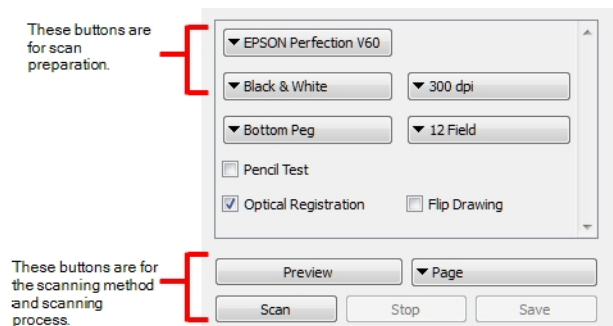 These buttons are
for scan
preparation.
EPSON Perfection V60
Black & White
300 dpi
Bottom Peg
12 Field
Pencil Test
Optical Registration
Flip Drawing
These buttons are for
the scanning method
and scanning
process.
Preview
Page
Scan
Stop
Save